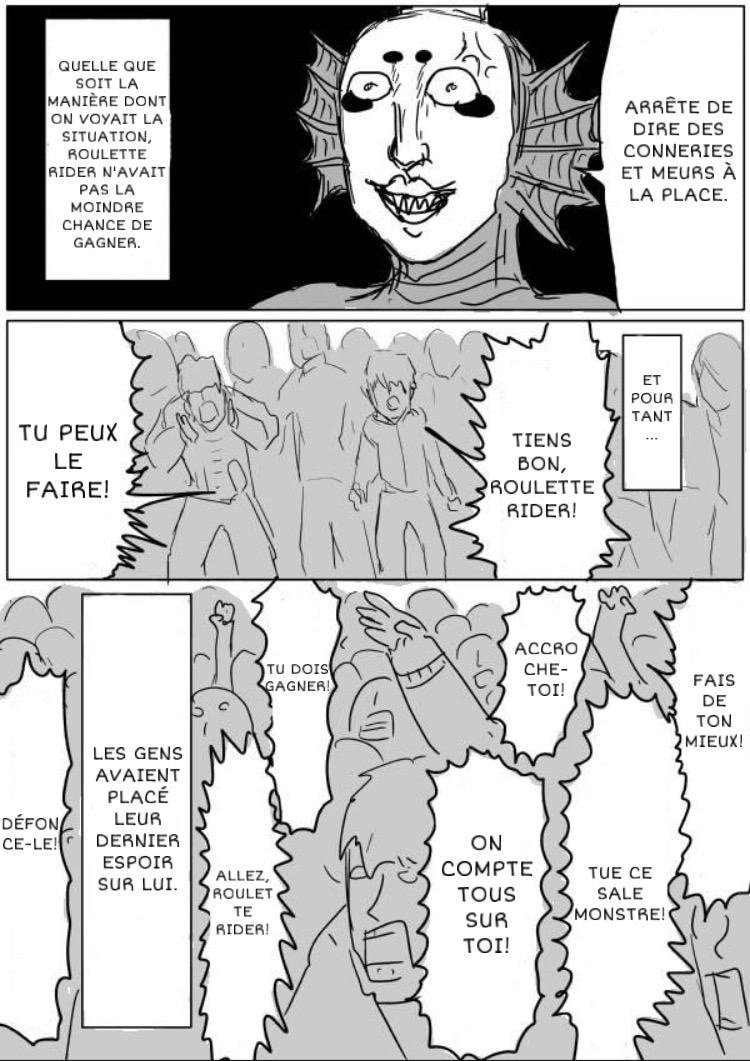 ARRÊTE DE
DIRE DES
CONNERIES
ET MEURS À
LA PLACE.
QUELLE QUE
SOIT LA
MANIÈRE DONT
ON VOYAIT LA
SITUATION,
ROULETTE
RIDER N'AVAIT
PAS LA
MOINDRE
CHANCE DE
GAGNER.
ET
POUR
TANT
...
TIENS
BON,
ROULETTE
RIDER!
TU PEUX
LE
FAIRE!
FAIS
DE
TON
MIEUX!
ACCRO
CHE-
TOI!
TU DOIS
GAGNER!
TUE CE
SALE
MONSTRE!
ON
COMPTE
TOUS
SUR
TOI!
ALLEZ,
ROULET
TE
RIDER!
LES GENS
AVAIENT
PLACÉ
LEUR
DERNIER
ESPOIR
SUR LUI.
DÉFON
CE-LE!